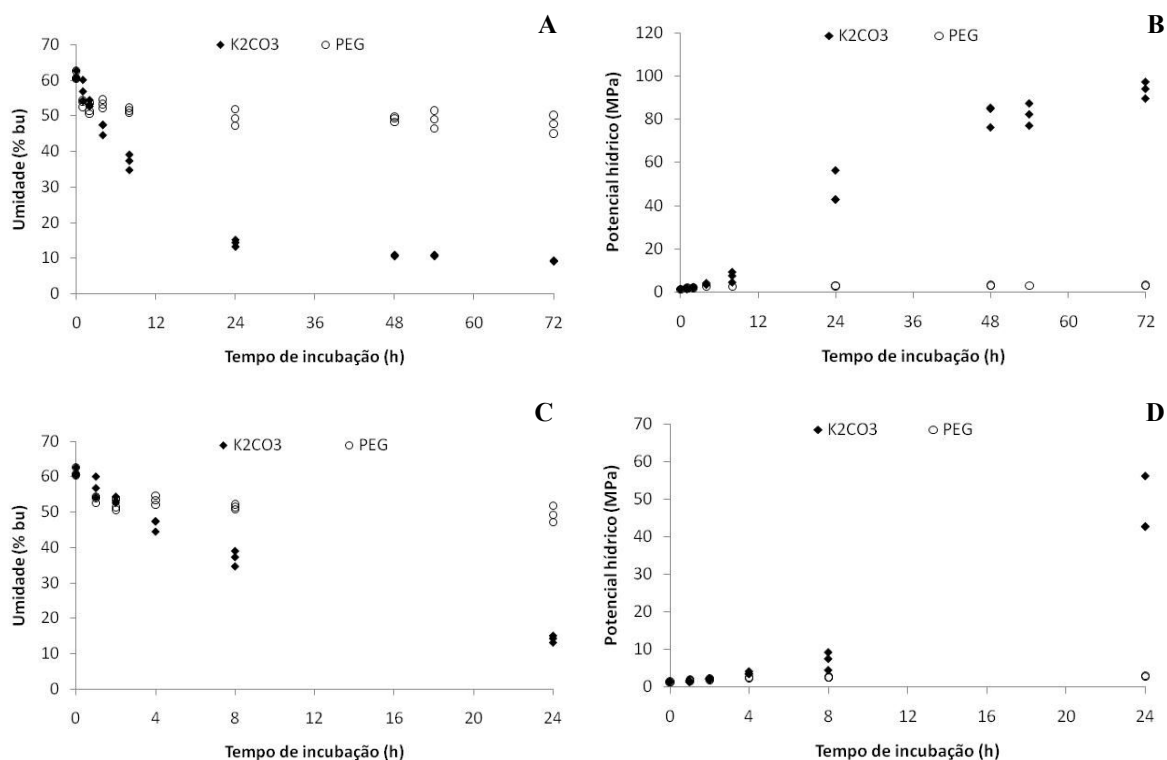 A
K2CO3 PEG
Umidade (% bu)
70
60
50
40
30
20
10
0
0 12 24 36 48 60 72
Tempo de incubação (h)
B
K2CO3 PEG
Potencial hídrico (MPa)
120
100
80
60
40
20
0
0 12 24 36 48 60 72
Tempo de incubação (h)
C
K2CO3 PEG
Umidade (% bu)
70
60
50
40
30
20
10
0
0 4 8 12 16 20 24
Tempo de incubação (h)
D
K2CO3 PEG
Potencial hídrico (MPa)
70
60
50
40
30
20
10
0
0 4 8 12 16 20 24
Tempo de incubação (h)